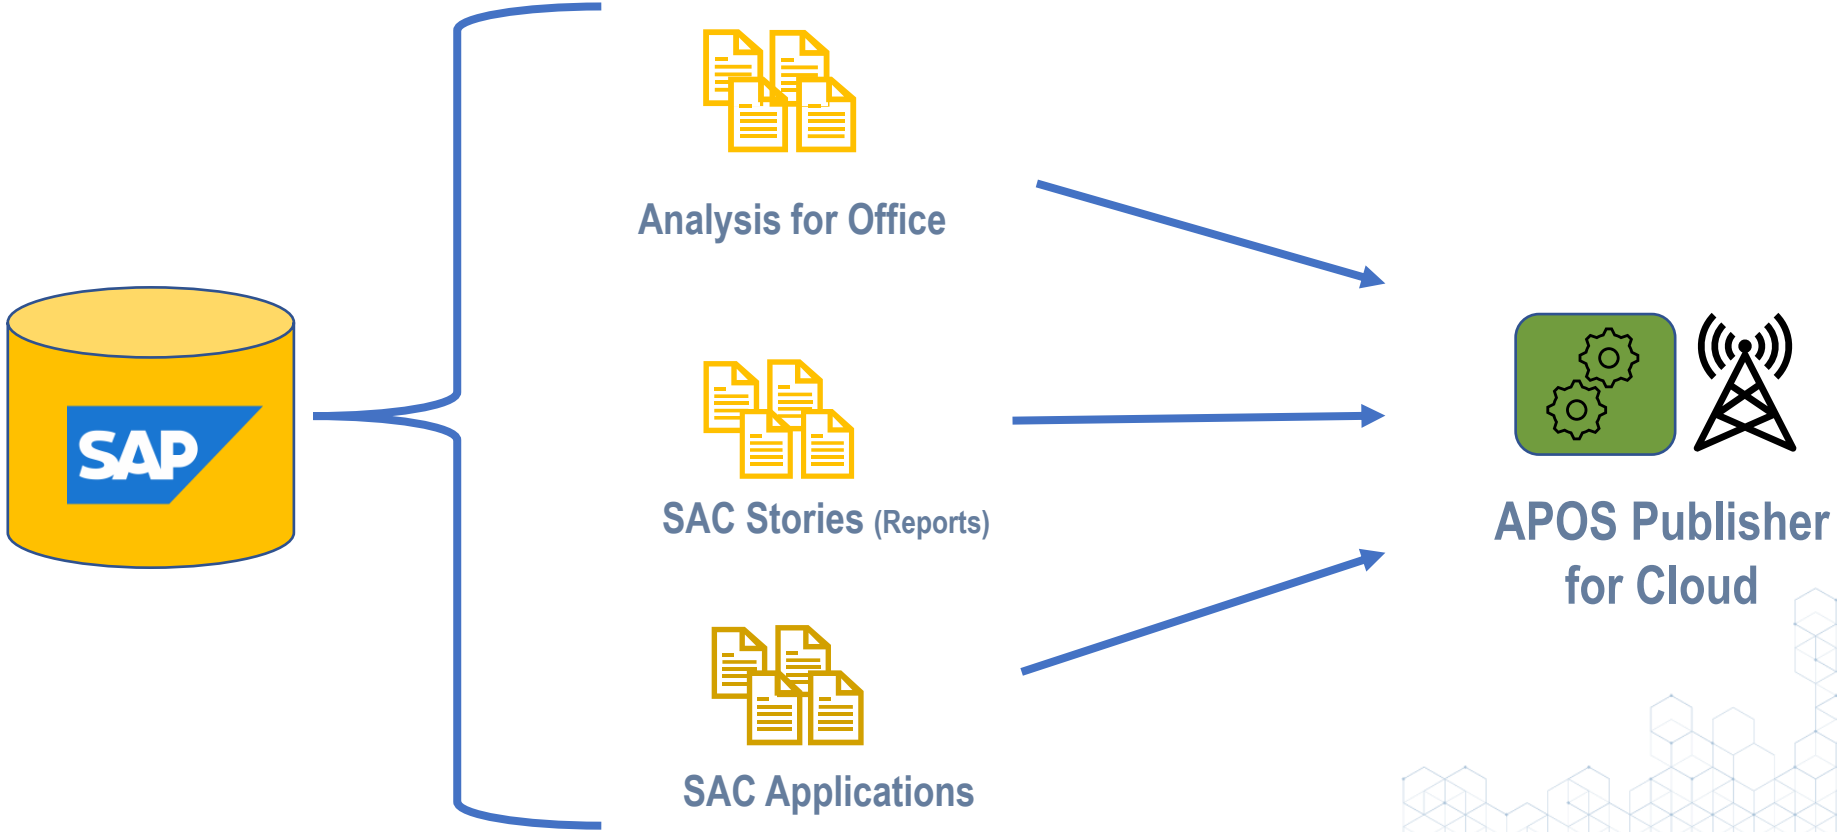 SAP
Analysis for Office
SAC Stories (Reports)
SAC Applications
APOS Publisher
for Cloud